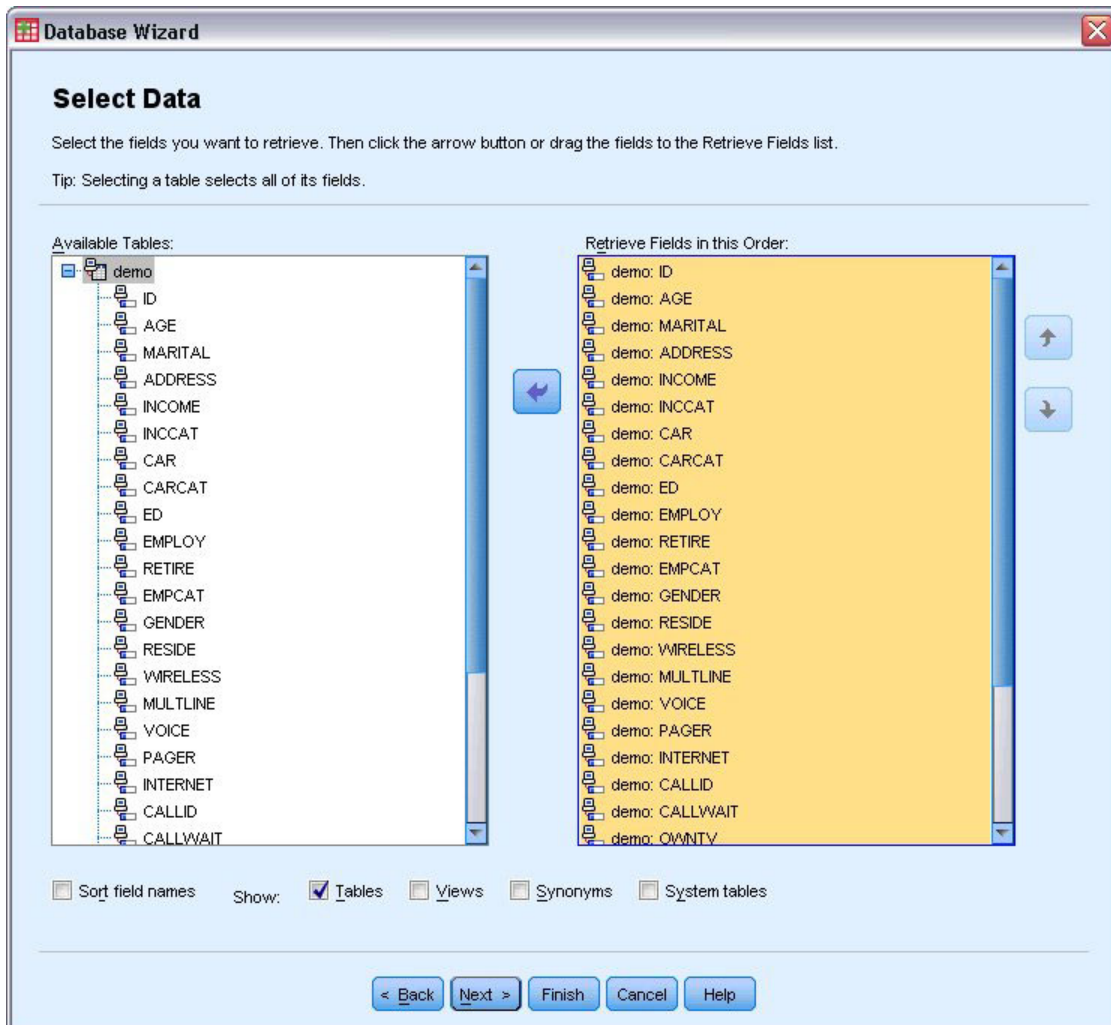 Database Wizard
Select Data
Select the fields you want to retrieve. Then click the arrow button or drag the fields to the Retrieve Fields list.
Tip: Selecting a table selects all of its fields.
Available Tables:
demo
ID
AGE
MARITAL
ADDRESS
INCOME
INCCAT
CAR
CARCAT
ED
EMPLOY
RETIRE
EMPCAT
GENDER
RESIDE
WIRELESS
MULTLINE
VOICE
PAGER
INTERNET
CALLID
CALLWAIT
Retrieve Fields in this Order:
demo: ID
demo: AGE
demo: MARITAL
demo: ADDRESS
demo: INCOME
demo: INCCAT
demo: CAR
demo: CARCAT
demo: ED
demo: EMPLOY
demo: RETIRE
demo: EMPCAT
demo: GENDER
demo: RESIDE
demo: WIRELESS
demo: MULTLINE
demo: VOICE
demo: PAGER
demo: INTERNET
demo: CALLID
demo: CALLWAIT
demo: OWNTV
Sort field names Show: Tables Views Synonyms System tables
< Back Next > Finish Cancel Help